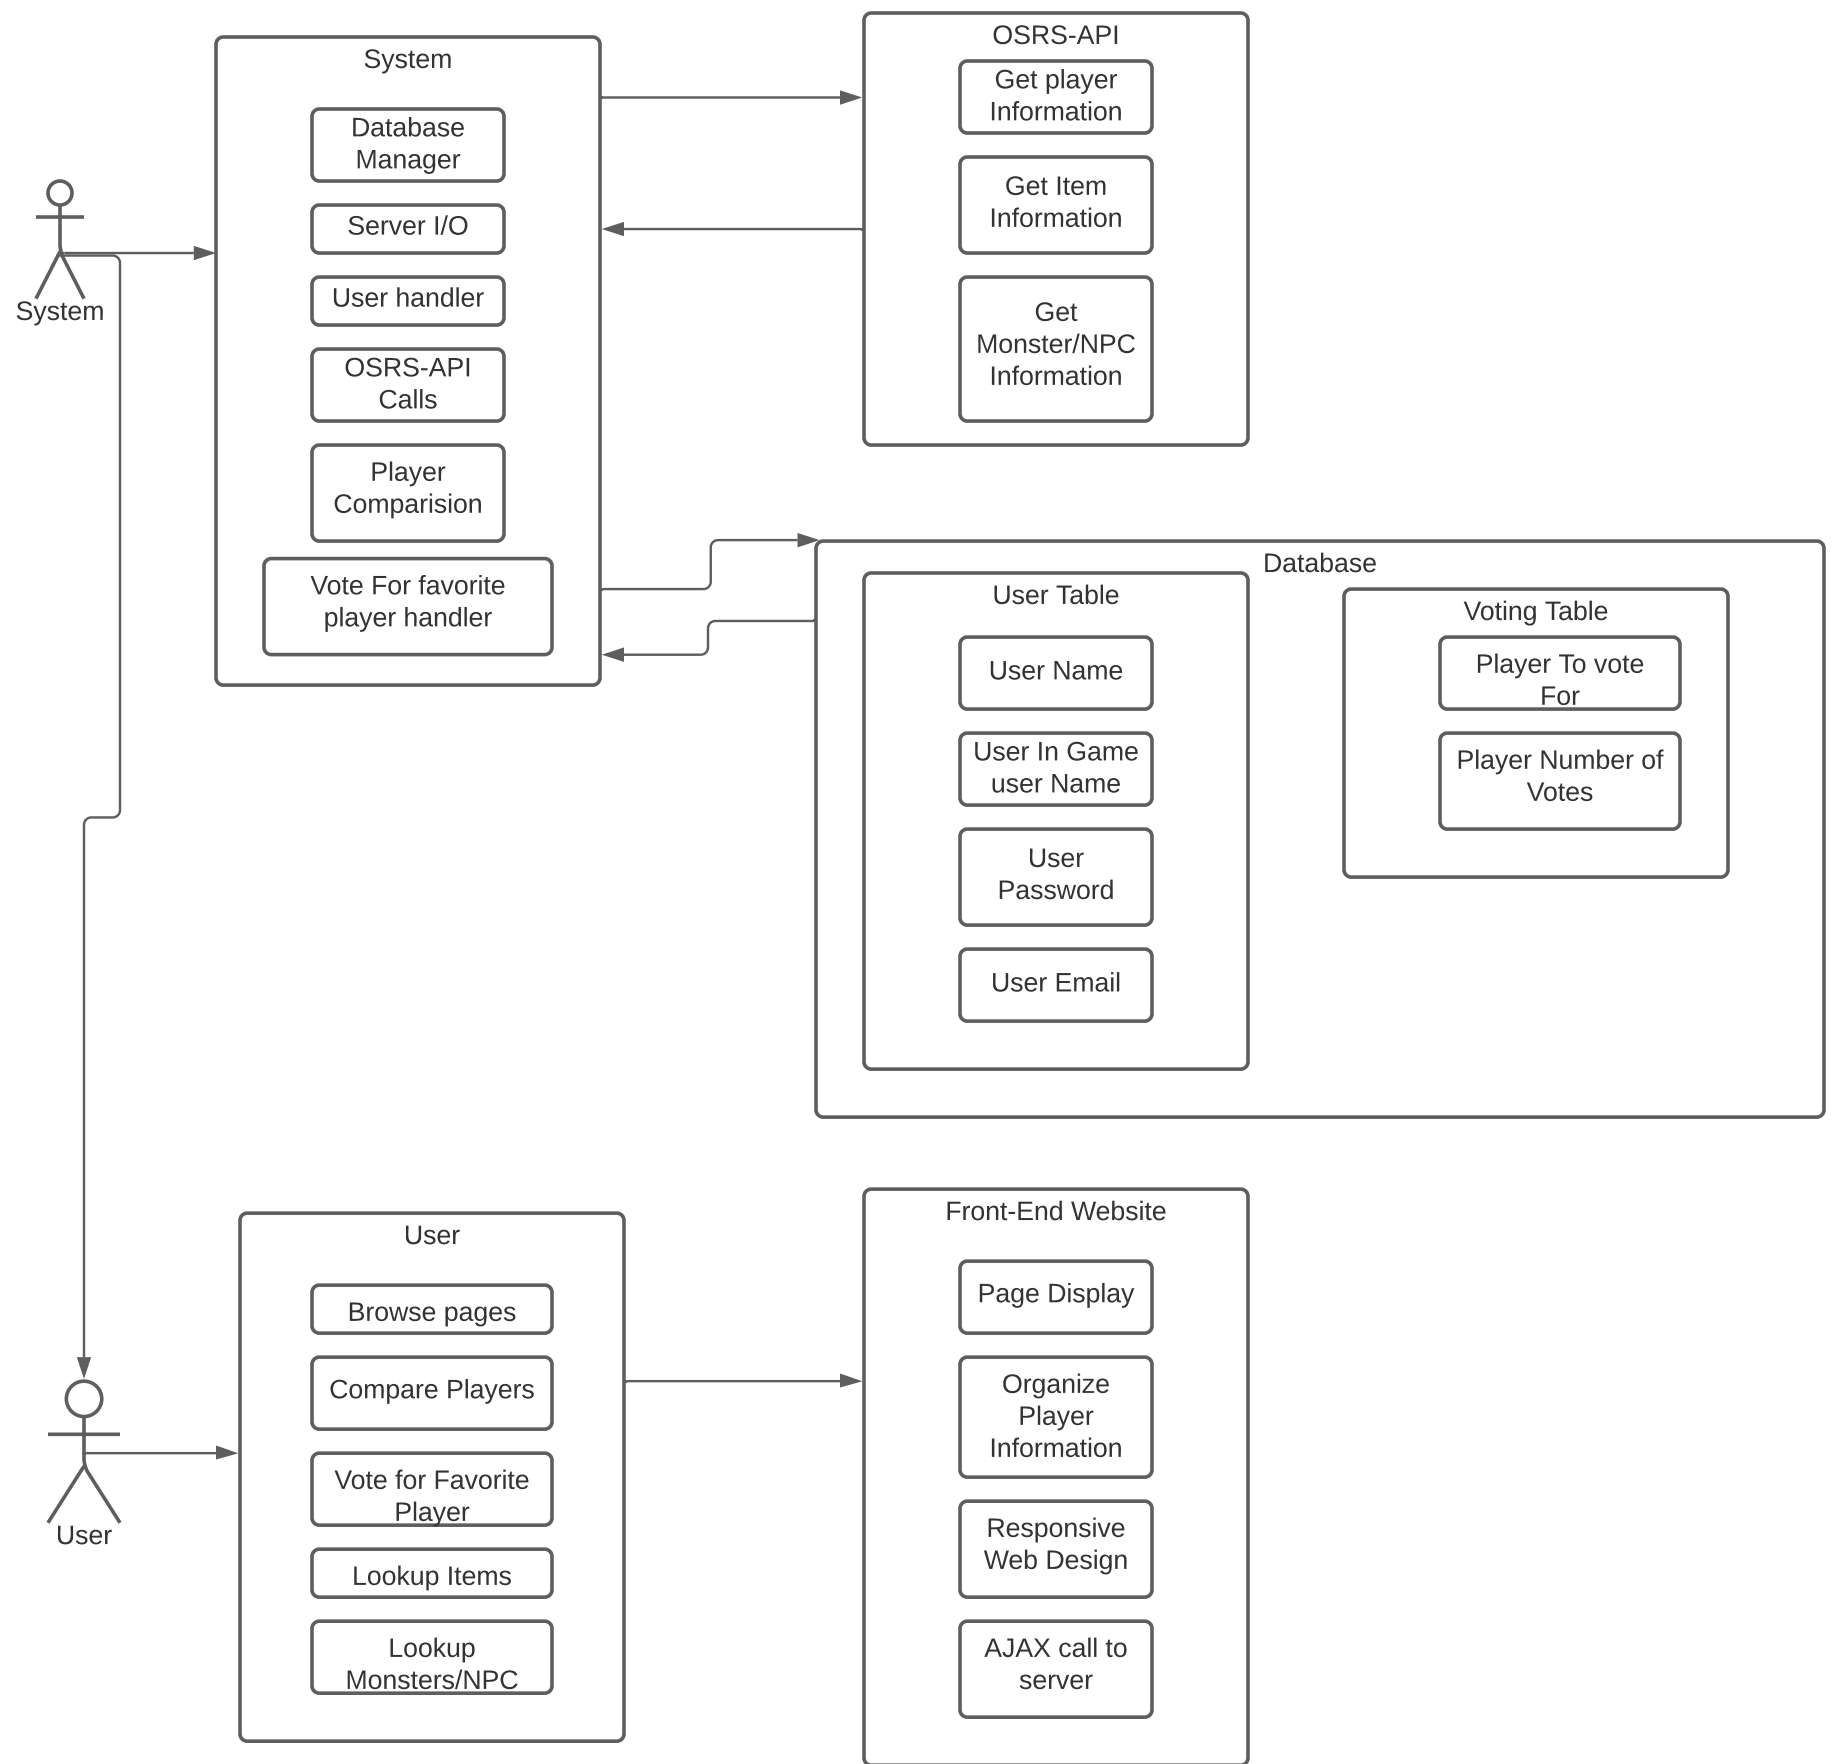 System
System
Database
Manager
Server I/O
User handler
OSRS-API
Calls
Player
Comparision
Vote For favorite
player handler
OSRS-API
Get player
Information
Get Item
Information
Get
Monster/NPC
Information
Database
User Table
User Name
User In Game
user Name
User
Password
User Email
Voting Table
Player To vote
For
Player Number of
Votes
User
User
Browse pages
Compare Players
Vote for Favorite
Player
Lookup Items
Lookup
Monsters/NPC
Front-End Website
Page Display
Organize
Player
Information
Responsive
Web Design
AJAX call to
server